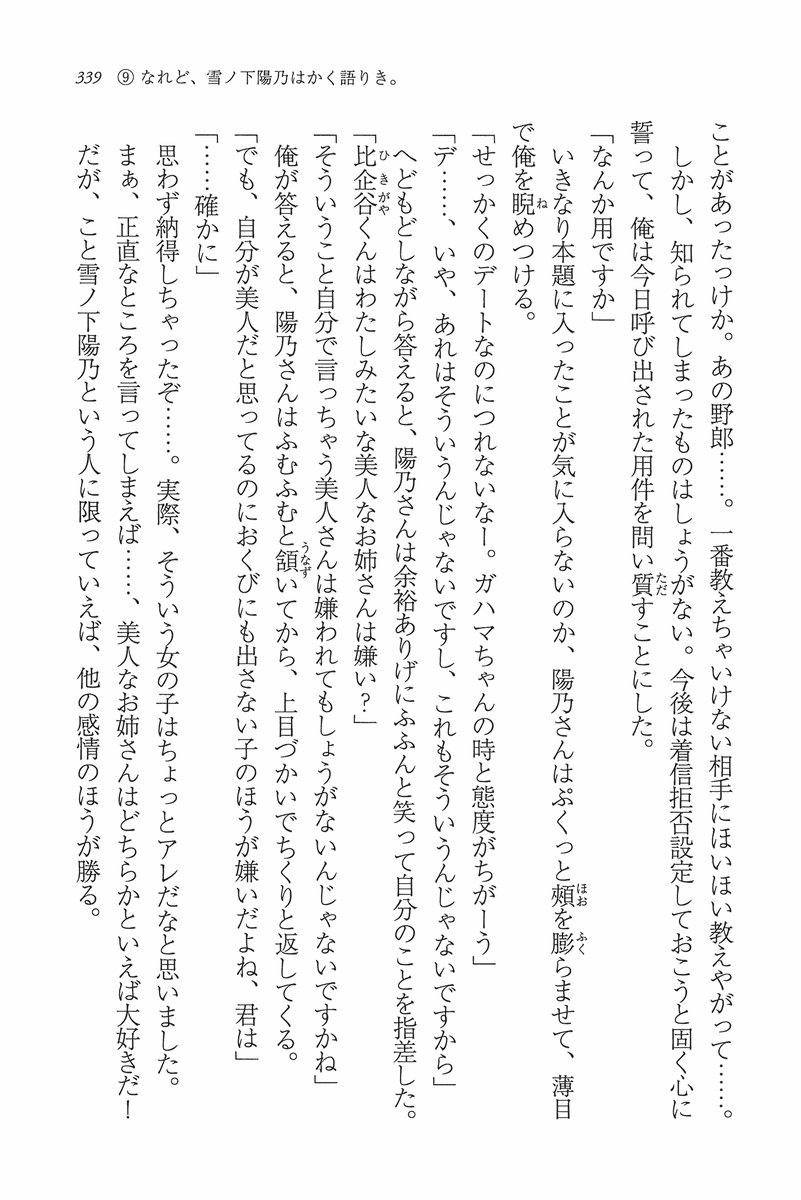 339　⑨なれど、雪ノ下陽乃はかく語りき。
ことがあったっけか。あの野郎……。一番教えちゃいけない相手にほいほい教えやがって……。
しかし、知られてしまったものはしょうがない。今後は着信拒否設定しておこうと固く心に
誓って、俺は今日呼び出された用件を問い質すことにした。
「なんか用ですか」
いきなり本題に入ったことが気に入らないのか、陽乃さんはぷくっと頰を膨らませて、薄目
で俺を睨めつける。
「せっかくのデートなのにつれないなー。ガハマちゃんの時と態度がちがーう」
「デ……、いや、あれはそういうんじゃないですし、これもそういうんじゃないですから」
へどもどしながら答えると、陽乃さんは余裕ありげにふふんと笑って自分のことを指差した。
「比企谷くんはわたしみたいな美人なお姉さんは嫌い？」
「そういうこと自分で言っちゃう美人さんは嫌われてもしょうがないんじゃないですかね」
俺が答えると、陽乃さんはふむふむと頷いてから、上目づかいでちくりと返してくる。
「でも、自分が美人だと思ってるのにおくびにも出さない子のほうが嫌いだよね、君は」
「……確かに」
思わず納得しちゃったぞ……。実際、そういう女の子はちょっとアレだなと思いました。
まぁ、正直なところを言ってしまえば……、美人なお姉さんはどちらかといえば大好きだ！
だが、こと雪ノ下陽乃という人に限っていえば、他の感情のほうが勝る。